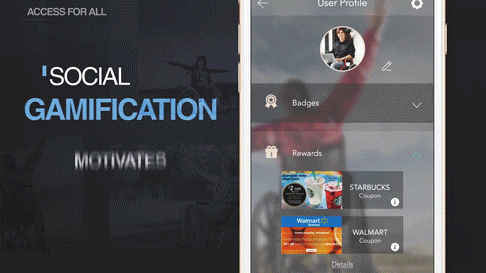 ACCESS FOR ALL
SOCIAL
GAMIFICATION
MOTIVATES
User Profile
Badges
Rewards
STARBUCKS
Coupon
Walmart
WALMART
Coupon
Details